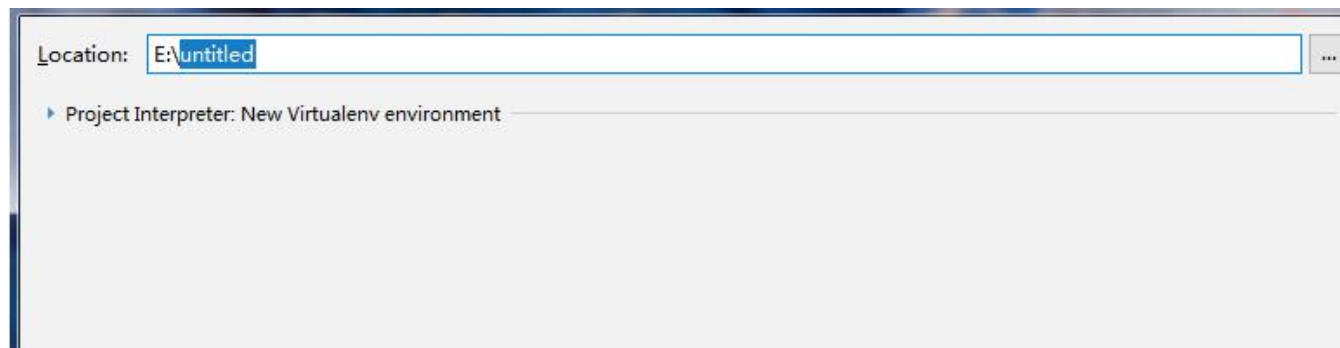 Location: E:\untitled ...
Project Interpreter: New Virtualenv environment